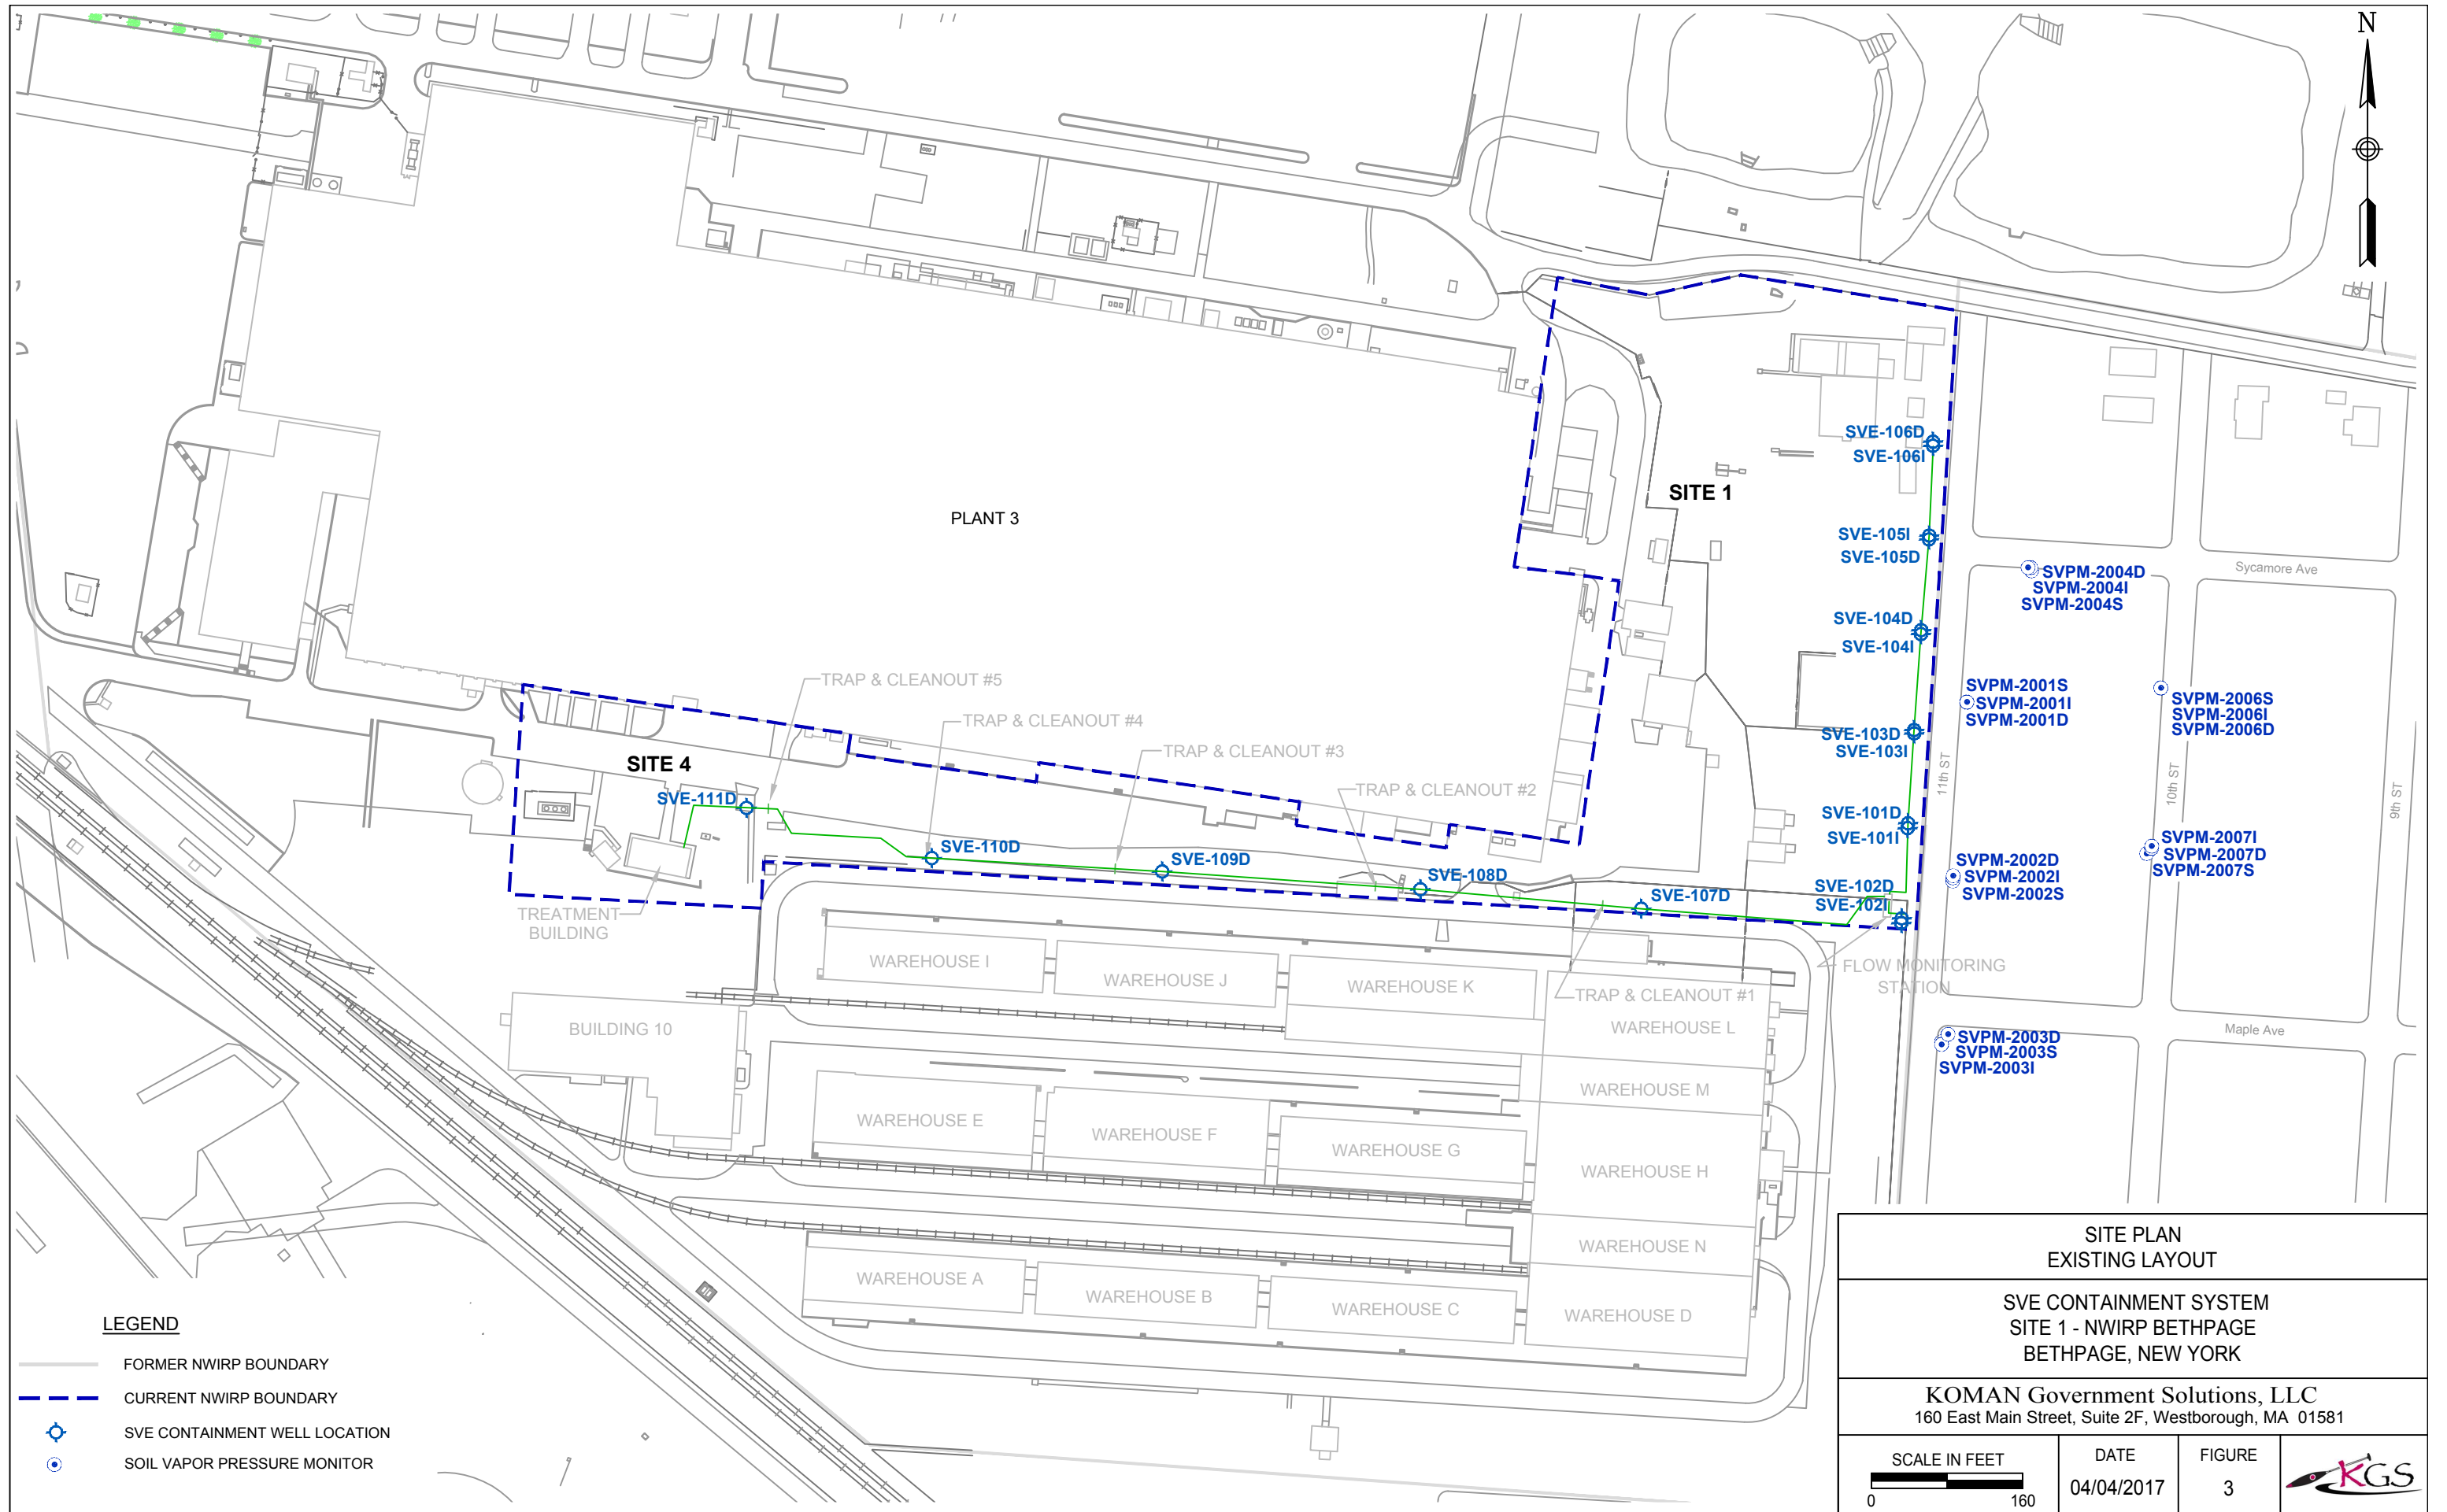 N
SVE-106D
SVE-106I
SITE 1
PLANT 3
SVE-105I
SVE-105D
Sycamore Ave
SVPM-2004D
SVPM-2004I
SVPM-2004S
SVE-104D
SVE-104I
TRAP & CLEANOUT #5
SVPM-2001S
SVPM-2001I
SVPM-2001D
SVPM-2006S
SVPM-2006I
SVPM-2006D
TRAP & CLEANOUT #4
SVE-103D
SVE-103I
TRAP & CLEANOUT #3
SITE 4
11th ST
10th ST
9th ST
TRAP & CLEANOUT #2
SVE-111D
SVE-101D
SVE-101I
SVPM-2007I
SVPM-2007D
SVPM-2007S
SVE-110D
SVE-109D
SVE-108D
SVPM-2002D
SVPM-2002I
SVPM-2002S
SVE-107D
SVE-102D
SVE-102I
TREATMENT
BUILDING
WAREHOUSE I
WAREHOUSE J
WAREHOUSE K
TRAP & CLEANOUT #1
FLOW MONITORING
STATION
BUILDING 10
WAREHOUSE L
Maple Ave
SVPM-2003D
SVPM-2003S
SVPM-2003I
WAREHOUSE M
WAREHOUSE E
WAREHOUSE F
WAREHOUSE G
WAREHOUSE H
WAREHOUSE N
WAREHOUSE A
WAREHOUSE B
WAREHOUSE C
WAREHOUSE D
LEGEND
FORMER NWIRP BOUNDARY
CURRENT NWIRP BOUNDARY
SVE CONTAINMENT WELL LOCATION
SOIL VAPOR PRESSURE MONITOR
SITE PLAN
EXISTING LAYOUT
SVE CONTAINMENT SYSTEM
SITE 1 - NWIRP BETHPAGE
BETHPAGE, NEW YORK
KOMAN Government Solutions, LLC
160 East Main Street, Suite 2F, Westborough, MA 01581
SCALE IN FEET
0 160
DATE
04/04/2017
FIGURE
3
KGS